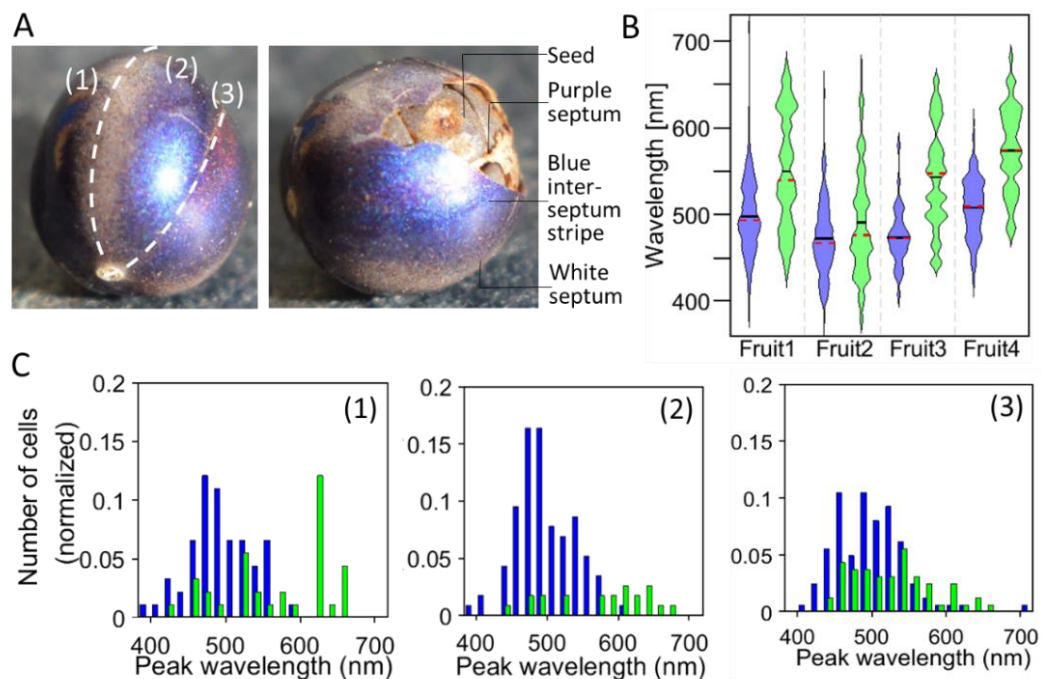 A
(1)
(2)
(3)
Seed
Purple
septum
Blue
inter-
septum
stripe
White
septum
B
Wavelength [nm]
700
600
500
400
Fruit1
Fruit2
Fruit3
Fruit4
C
Number of cells
(normalized)
0.2
0.15
0.1
0.05
0
(1)
400
500
600
700
Peak wavelength (nm)
0.2
0.15
0.1
0.05
0
(2)
400
500
600
700
Peak wavelength (nm)
0.2
0.15
0.1
0.05
0
(3)
400
500
600
700
Peak wavelength (nm)